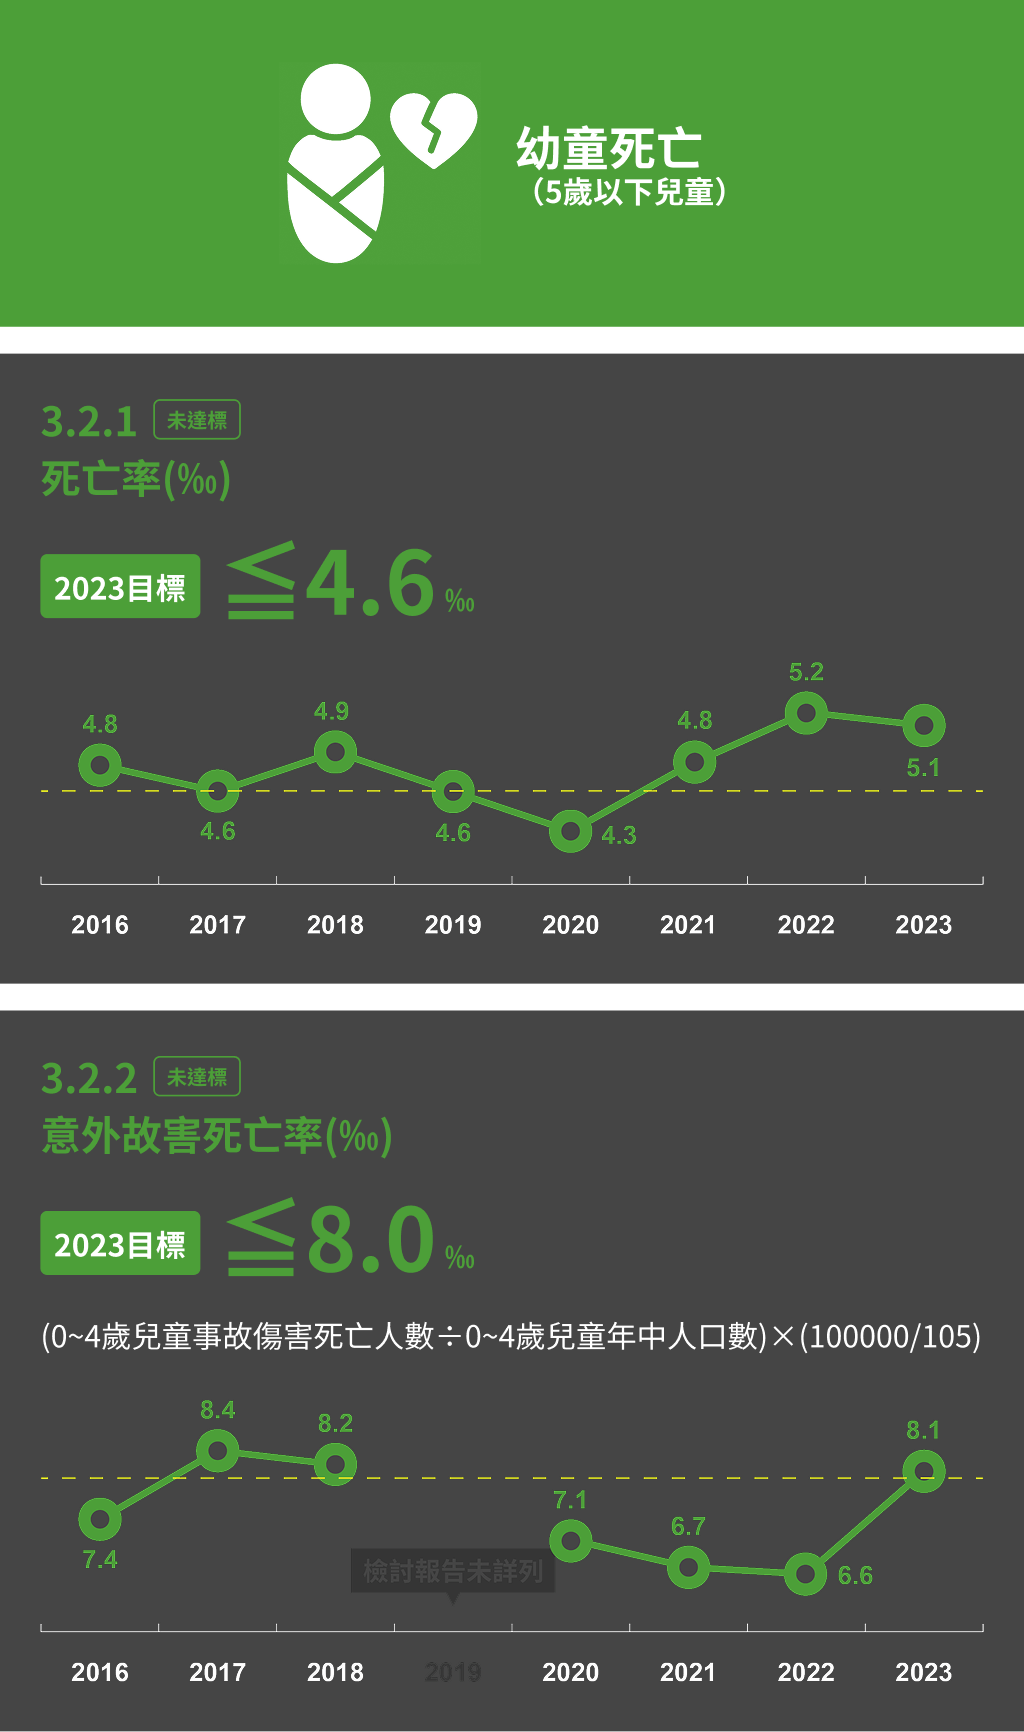 幼童死亡
（5歲以下兒童）
3.2.1 未達標
死亡率(‰)
2023目標 ≦4.6 ‰
5.2
4.9
4.8
4.8
5.1
4.6
4.6
4.3
2016 2017 2018 2019 2020 2021 2022 2023
3.2.2 未達標
意外故害死亡率(‰)
2023目標 ≦8.0 ‰
(0~4歲兒童事故傷害死亡人數÷0~4歲兒童年中人口數)×(100000/105)
8.4
8.2
8.1
7.1
6.7
7.4
檢討報告未詳列
6.6
2016 2017 2018 2019 2020 2021 2022 2023